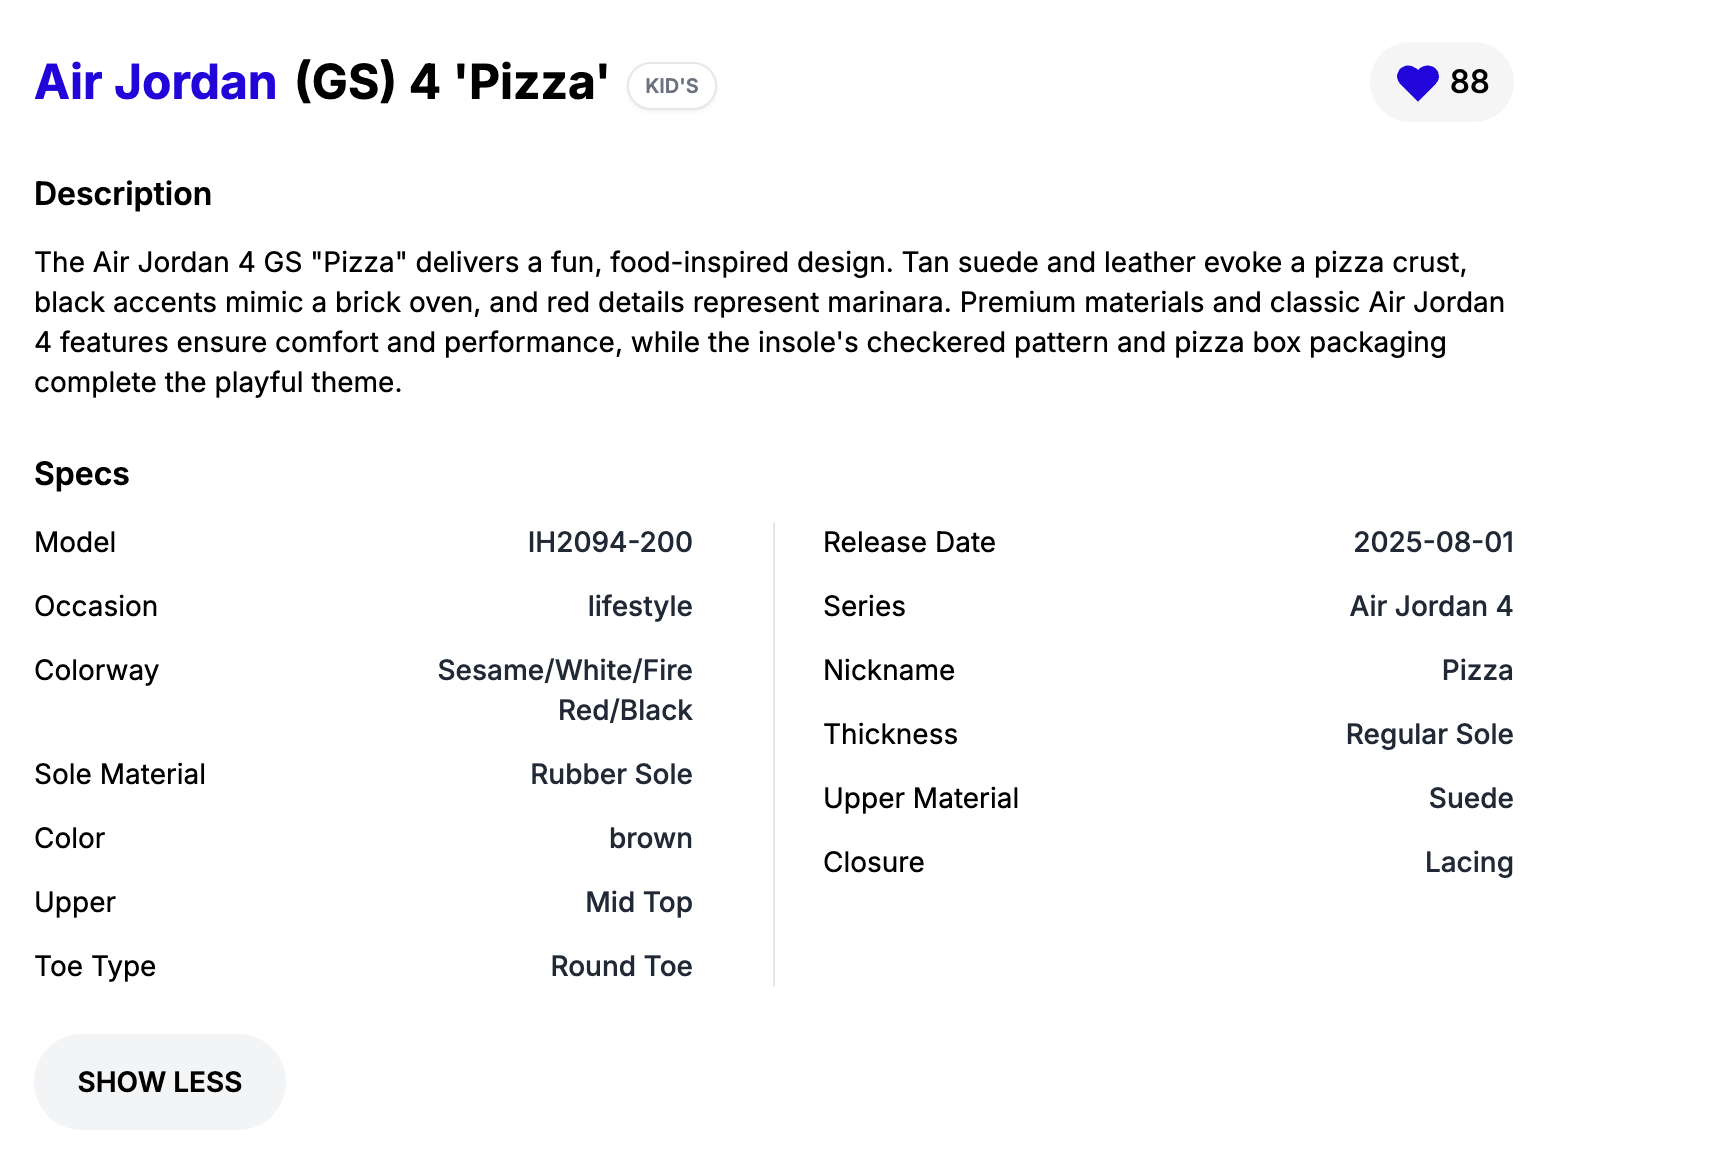 Air Jordan (GS) 4 'Pizza' KID'S
88
Description
The Air Jordan 4 GS "Pizza" delivers a fun, food-inspired design. Tan suede and leather evoke a pizza crust,
black accents mimic a brick oven, and red details represent marinara. Premium materials and classic Air Jordan
4 features ensure comfort and performance, while the insole's checkered pattern and pizza box packaging
complete the playful theme.
Specs
Model IH2094-200
Occasion lifestyle
Colorway Sesame/White/Fire
Red/Black
Sole Material Rubber Sole
Color brown
Upper Mid Top
Toe Type Round Toe
Release Date 2025-08-01
Series Air Jordan 4
Nickname Pizza
Thickness Regular Sole
Upper Material Suede
Closure Lacing
SHOW LESS